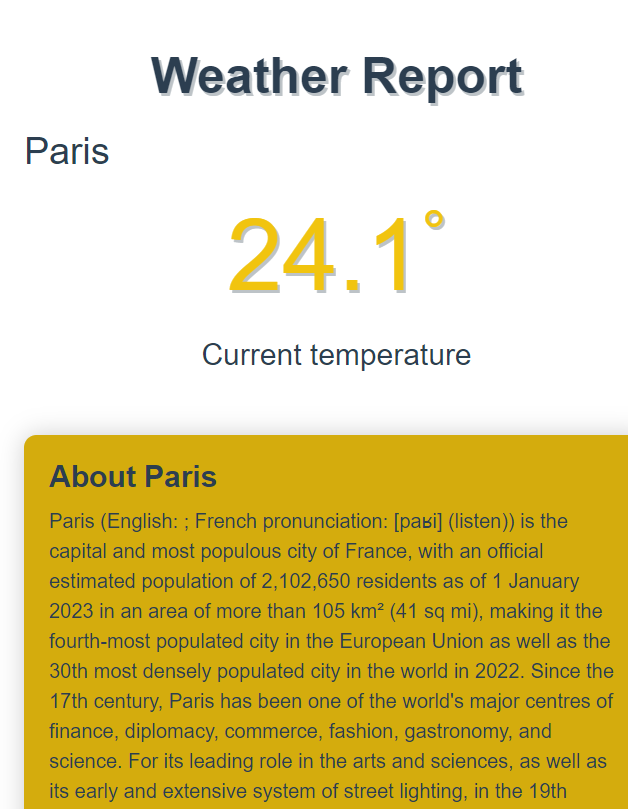 Weather Report
Paris
24.1°
Current temperature
About Paris
Paris (English: ; French pronunciation: [paʁi] (listen)) is the
capital and most populous city of France, with an official
estimated population of 2,102,650 residents as of 1 January
2023 in an area of more than 105 km² (41 sq mi), making it the
fourth-most populated city in the European Union as well as the
30th most densely populated city in the world in 2022. Since the
17th century, Paris has been one of the world's major centres of
finance, diplomacy, commerce, fashion, gastronomy, and
science. For its leading role in the arts and sciences, as well as
its early and extensive system of street lighting, in the 19th